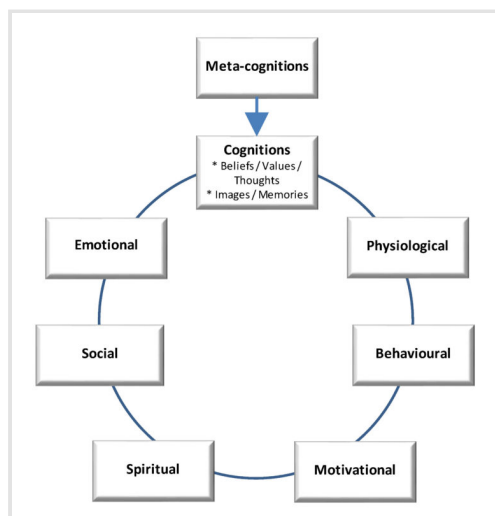 Meta-cognitions
Cognitions
* Beliefs / Values /
Thoughts
* Images / Memories
Emotional
Physiological
Social
Behavioural
Spiritual
Motivational